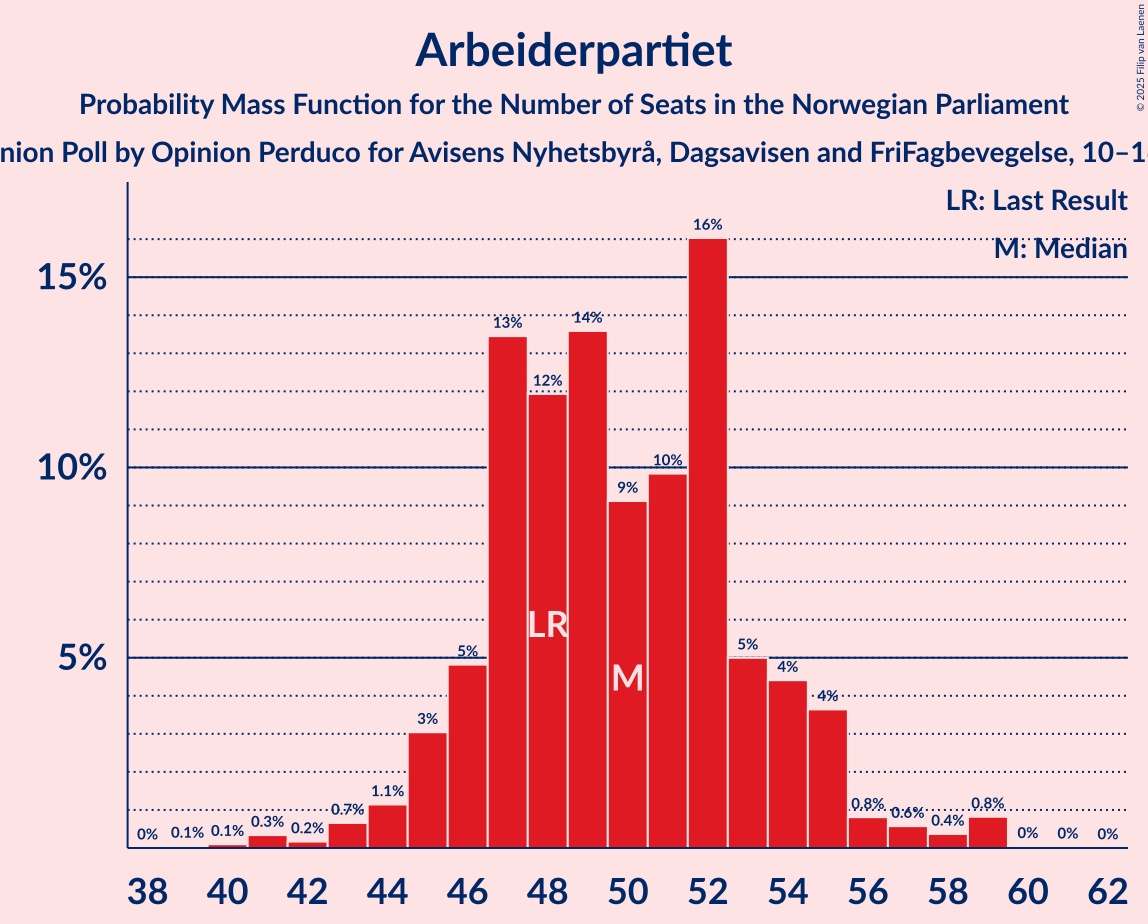 Arbeiderpartiet
Probability Mass Function for the Number of Seats in the Norwegian Parliament
nion Poll by Opinion Perduco for Avisens Nyhetsbyrå, Dagsavisen and FriFagbevegelse, 10–1
© 2025 Filip van Laenen
LR: Last Result
M: Median
15%
10%
5%
0% 0.1% 0.1% 0.3% 0.2% 0.7% 1.1% 3% 5% 13% 12% 14% 9% 10% 16% 5% 4% 4% 0.8% 0.6% 0.4% 0.8% 0% 0% 0%
LR
M
38 40 42 44 46 48 50 52 54 56 58 60 62